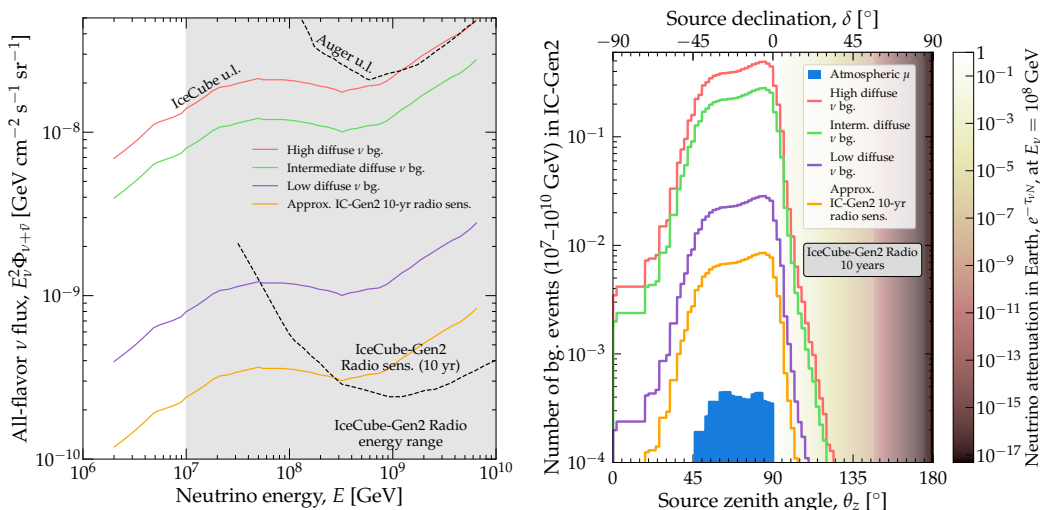 All-flavor ν flux, E²_νΦ_ν+ν̄ [GeV cm⁻² s⁻¹ sr⁻¹]
10⁻⁸
10⁻⁹
10⁻¹⁰
IceCube u.l.
Auger u.l.
High diffuse ν bg.
Intermediate diffuse ν bg.
Low diffuse ν bg.
Approx. IC-Gen2 10-yr radio sens.
IceCube-Gen2
Radio sens. (10 yr)
IceCube-Gen2 Radio
energy range
10⁶ 10⁷ 10⁸ 10⁹ 10¹⁰
Neutrino energy, E [GeV]
Source declination, δ [°]
−90 −45 0 45 90
Number of bg. events (10⁷–10¹⁰ GeV) in IC-Gen2
10⁻¹
10⁻²
10⁻³
10⁻⁴
Atmospheric μ
High diffuse
ν bg.
Interm. diffuse
ν bg.
Low diffuse
ν bg.
Approx.
IC-Gen2 10-yr
radio sens.
IceCube-Gen2 Radio
10 years
0 45 90 135 180
Source zenith angle, θ_z [°]
1
10⁻¹
10⁻³
10⁻⁵
10⁻⁷
10⁻⁹
10⁻¹¹
10⁻¹³
10⁻¹⁵
10⁻¹⁷
Neutrino attenuation in Earth, e^−τ_νN, at E_ν = 10⁸ GeV